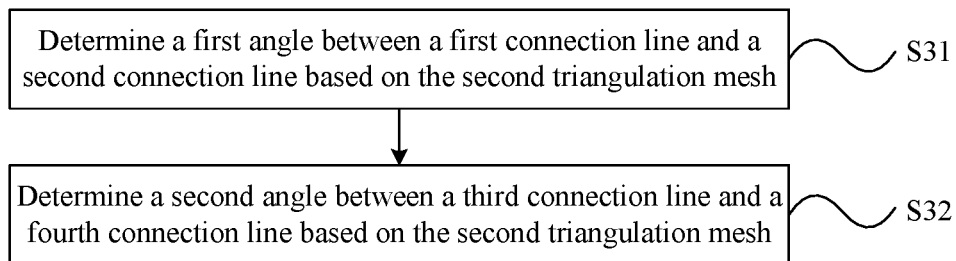 Determine a first angle between a first connection line and a
second connection line based on the second triangulation mesh
S31
Determine a second angle between a third connection line and a
fourth connection line based on the second triangulation mesh
S32